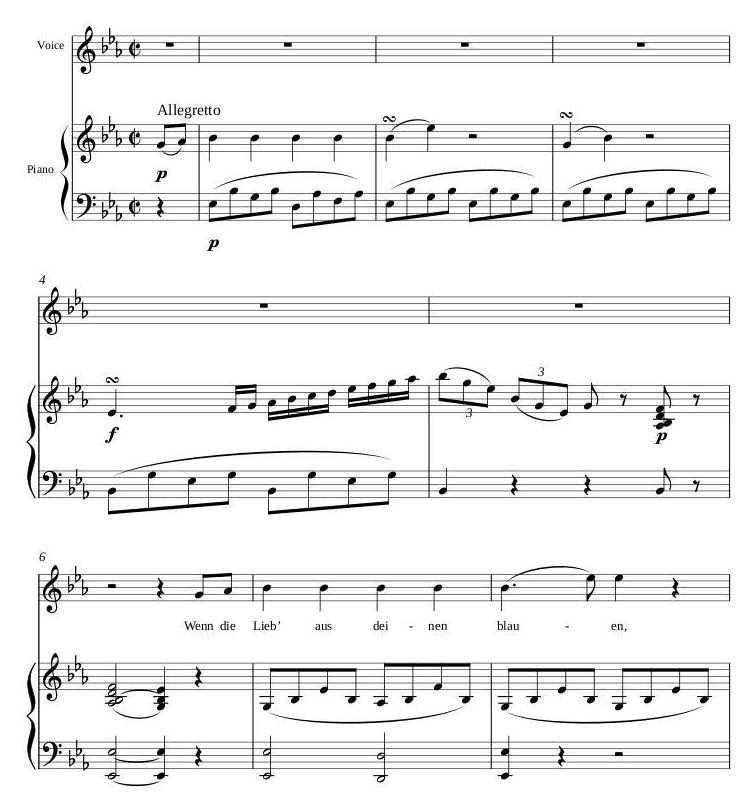 Voice
Allegretto
Piano
p
p
4
f
3
3
p
6
Wenn die Lieb' aus dei - nen blau - en,